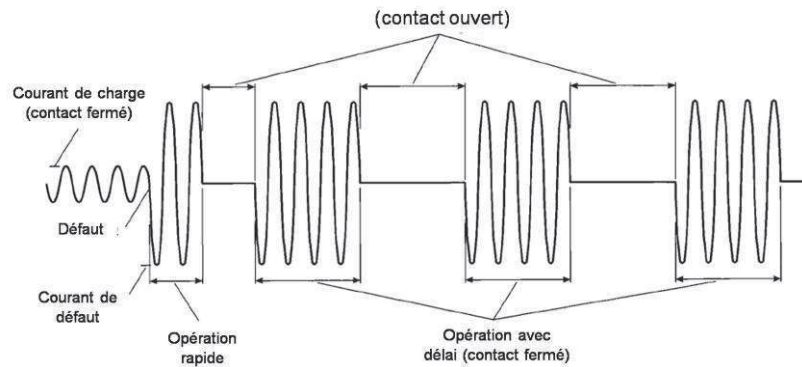 (contact ouvert)
Courant de charge
(contact fermé)
Défaut
Courant de
défaut
Opération
rapide
Opération avec
délai (contact fermé)